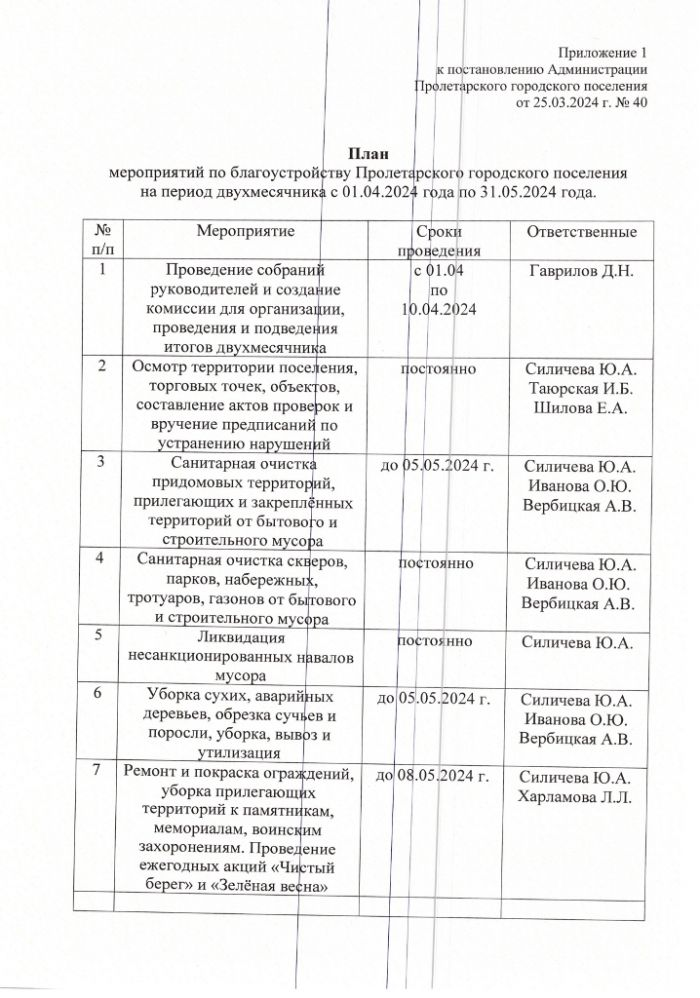 Приложение 1
к постановлению Администрации
Пролетарского городского поселения
от 25.03.2024 г. № 40
План
мероприятий по благоустройству Пролетарского городского поселения
на период двухмесячника с 01.04.2024 года по 31.05.2024 года.
№ п/п
Мероприятие
Сроки
проведения
Ответственные
1
Проведение собраний
руководителей и создание
комиссии для организации,
проведения и подведения
итогов двухмесячника
с 01.04
по
10.04.2024
Гаврилов Д.Н.
2
Осмотр территории поселения,
торговых точек, объектов,
составление актов проверок и
вручение предписаний по
устранению нарушений
постоянно
Силичева Ю.А.
Таюрская И.Б.
Шилова Е.А.
3
Санитарная очистка
придомовых территорий,
прилегающих и закреплённых
территорий от бытового и
строительного мусора
до 05.05.2024 г.
Силичева Ю.А.
Иванова О.Ю.
Вербицкая А.В.
4
Санитарная очистка скверов,
парков, набережных,
тротуаров, газонов от бытового
и строительного мусора
постоянно
Силичева Ю.А.
Иванова О.Ю.
Вербицкая А.В.
5
Ликвидация
несанкционированных навалов
мусора
постоянно
Силичева Ю.А.
6
Уборка сухих, аварийных
деревьев, обрезка сучьев и
поросли, уборка, вывоз и
утилизация
до 05.05.2024 г.
Силичева Ю.А.
Иванова О.Ю.
Вербицкая А.В.
7
Ремонт и покраска ограждений,
уборка прилегающих
территорий к памятникам,
мемориалам, воинским
захоронениям. Проведение
ежегодных акций «Чистый
берег» и «Зелёная весна»
до 08.05.2024 г.
Силичева Ю.А.
Харламова Л.Л.